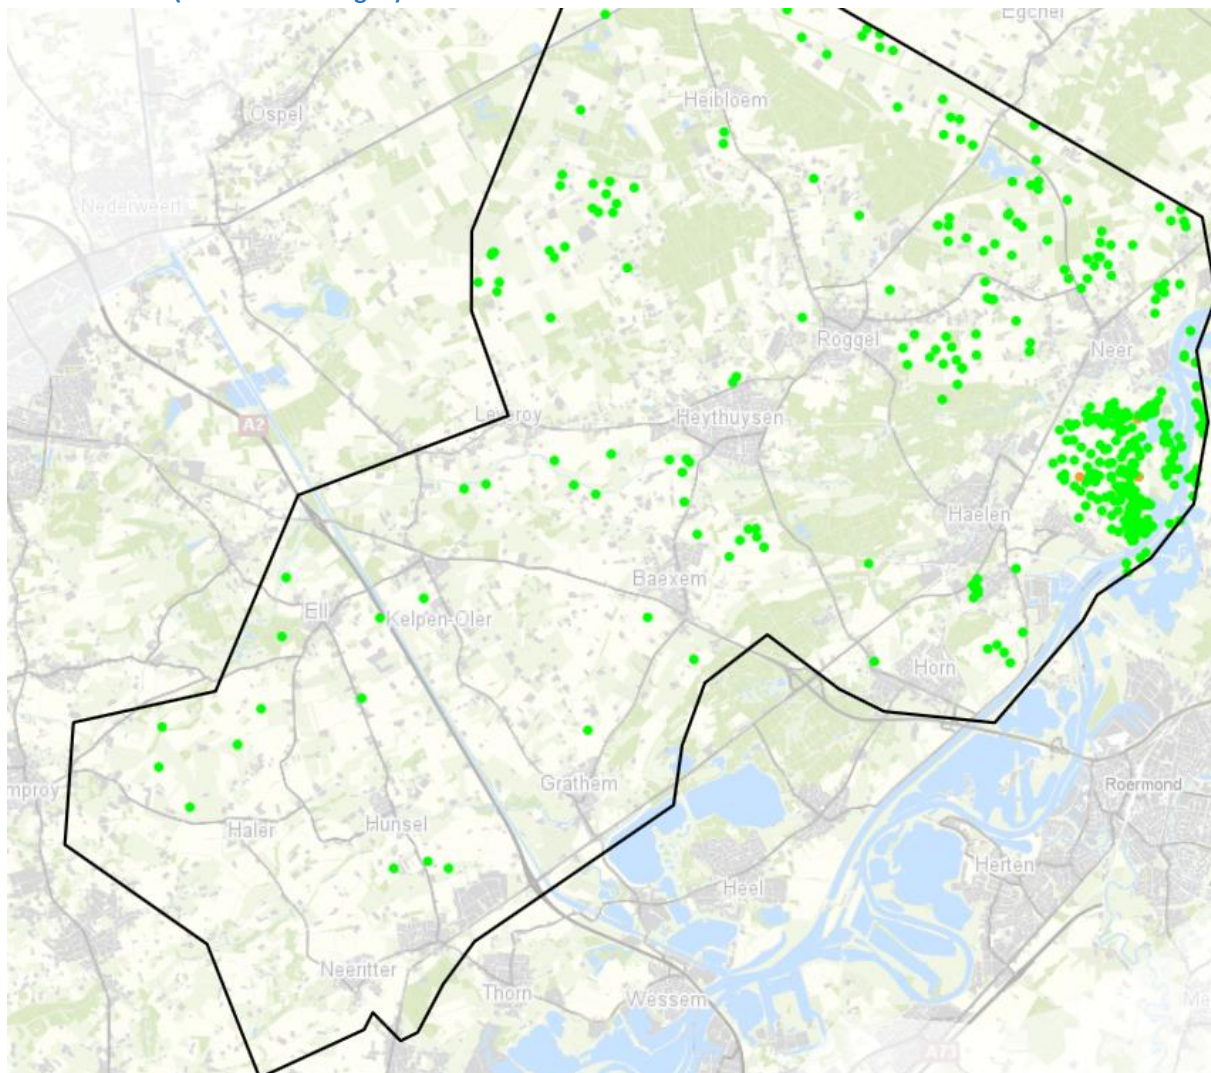 Egchel
Heibloem
Ospel
Nederweert
Roggel
Neer
Leveroy
Heythuysen
A2
Haelen
Baexem
Ell
Kelpen-Oler
Horn
Grathem
Roermond
mproy
Haler
Hunsel
Herten
Heel
Neeritter
Thorn
Wessem
A73